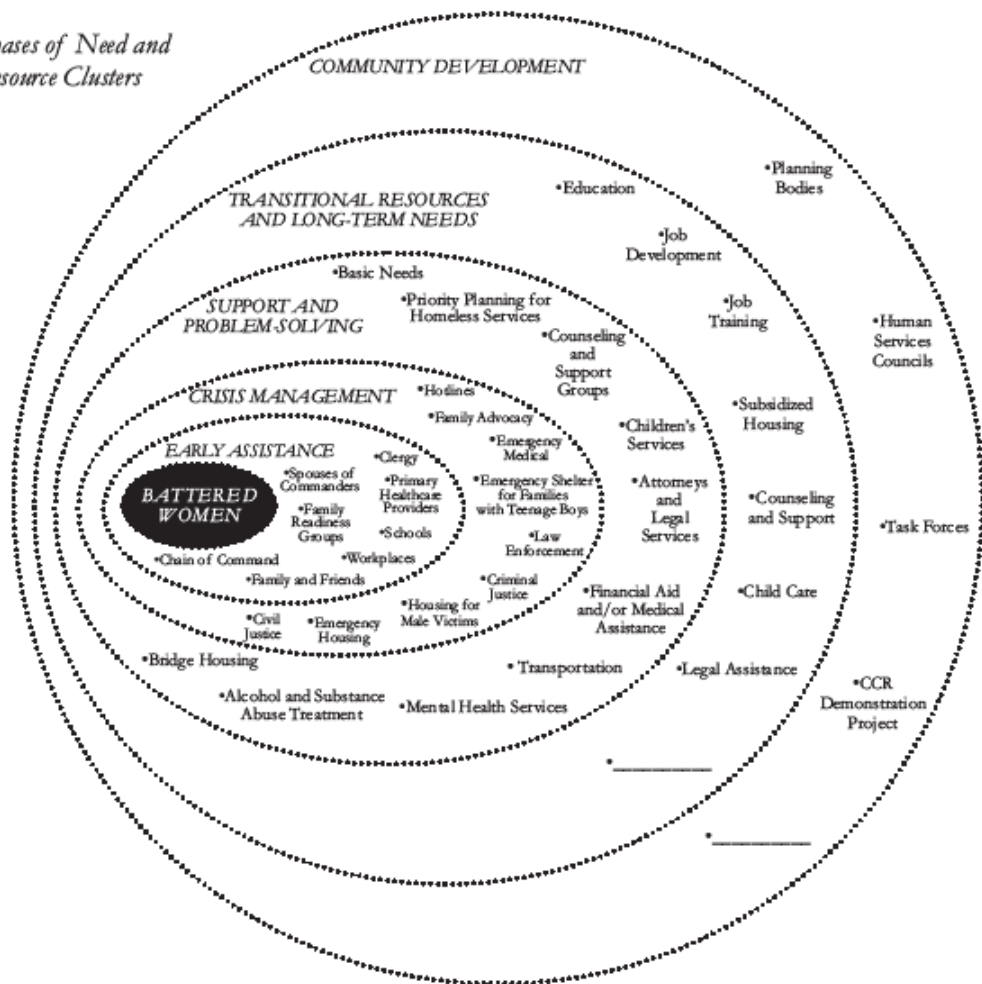 ases of Need and
source Clusters
COMMUNITY DEVELOPMENT
•Planning
Bodies
•Human
Services
Councils
•Task Forces
•CCR
Demonstration
Project
•__________
TRANSITIONAL RESOURCES
AND LONG-TERM NEEDS
•Education
•Job
Development
•Job
Training
•Subsidized
Housing
•Counseling
and Support
•Child Care
•Legal Assistance
•__________
SUPPORT AND
PROBLEM-SOLVING
•Basic Needs
•Priority Planning for
Homeless Services
•Counseling
and
Support
Groups
•Children's
Services
•Attorneys
and
Legal
Services
•Financial Aid
and/or Medical
Assistance
• Transportation
•Mental Health Services
•Alcohol and Substance
Abuse Treatment
•Bridge Housing
CRISIS MANAGEMENT
•Hotlines
•Family Advocacy
•Emergency
Medical
•Emergency Shelter
for Families
with Teenage Boys
•Law
Enforcement
•Criminal
Justice
•Housing for
Male Victims
•Emergency
Housing
•Civil
Justice
EARLY ASSISTANCE
•Clergy
•Spouses of
Commanders
•Primary
Healthcare
Providers
•Family
Readiness
Groups
•Schools
•Workplaces
•Chain of Command
•Family and Friends
BATTERED
WOMEN